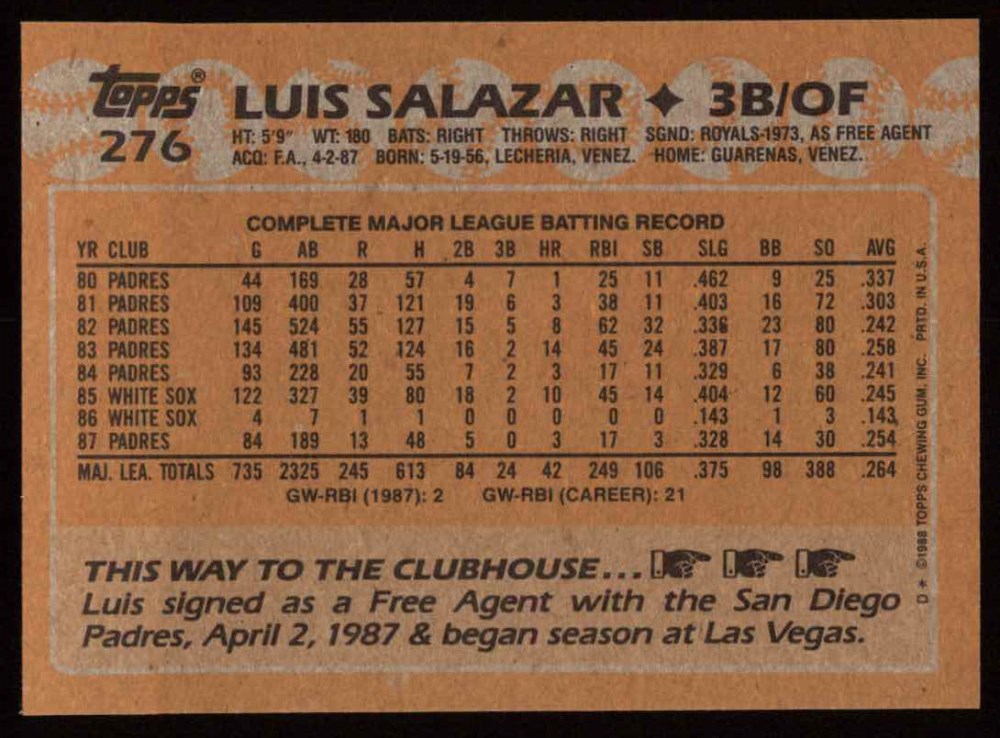 Topps® LUIS SALAZAR ✦ 3B/OF
276
HT: 5'9" WT: 180 BATS: RIGHT THROWS: RIGHT SGND: ROYALS-1973, AS FREE AGENT
ACQ: F.A., 4-2-87 BORN: 5-19-56, LECHERIA, VENEZ. HOME: GUARENAS, VENEZ.
COMPLETE MAJOR LEAGUE BATTING RECORD
YR CLUB G AB R H 2B 3B HR RBI SB SLG BB SO AVG
80 PADRES 44 169 28 57 4 7 1 25 11 .462 9 25 .337
81 PADRES 109 400 37 121 19 6 3 38 11 .403 16 72 .303
82 PADRES 145 524 55 127 15 5 8 62 32 .336 23 80 .242
83 PADRES 134 481 52 124 16 2 14 45 24 .387 17 80 .258
84 PADRES 93 228 20 55 7 2 3 17 11 .329 6 38 .241
85 WHITE SOX 122 327 39 80 18 2 10 45 14 .404 12 60 .245
86 WHITE SOX 4 7 1 1 0 0 0 0 0 .143 1 3 .143
87 PADRES 84 189 13 48 5 0 3 17 3 .328 14 30 .254
MAJ. LEA. TOTALS 735 2325 245 613 84 24 42 249 106 .375 98 388 .264
GW-RBI (1987): 2 GW-RBI (CAREER): 21
THIS WAY TO THE CLUBHOUSE...
Luis signed as a Free Agent with the San Diego
Padres, April 2, 1987 & began season at Las Vegas.
D * ©1988 TOPPS CHEWING GUM, INC. PRTD. IN U.S.A.